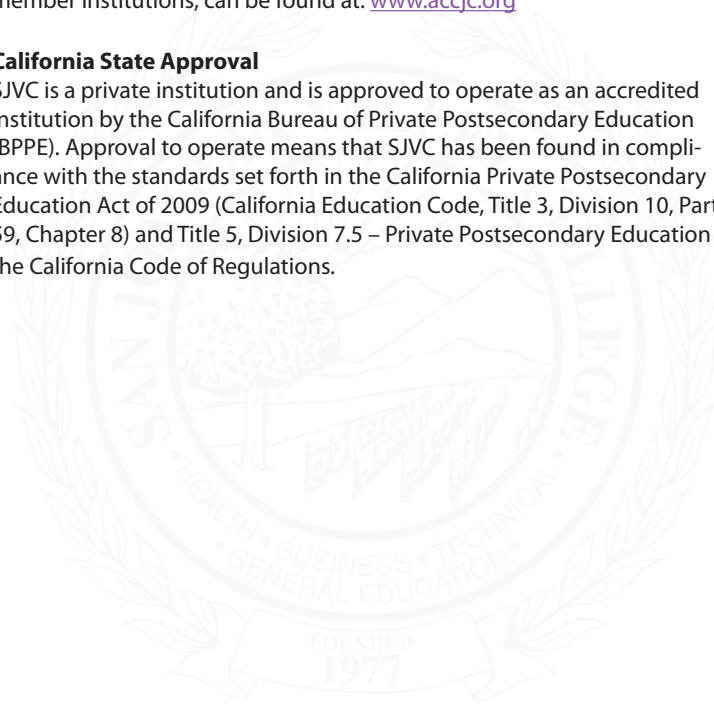 member institutions, can be found at: www.accjc.org
California State Approval
SJVC is a private institution and is approved to operate as an accredited
institution by the California Bureau of Private Postsecondary Education
(BPPE). Approval to operate means that SJVC has been found in compli-
ance with the standards set forth in the California Private Postsecondary
Education Act of 2009 (California Education Code, Title 3, Division 10, Part
59, Chapter 8) and Title 5, Division 7.5 – Private Postsecondary Education
the California Code of Regulations.
SAN JO
LLEGE
• HEALTH • BUSINESS • TECHNICAL •
• GENERAL EDUCATION •
FOUNDED
1977